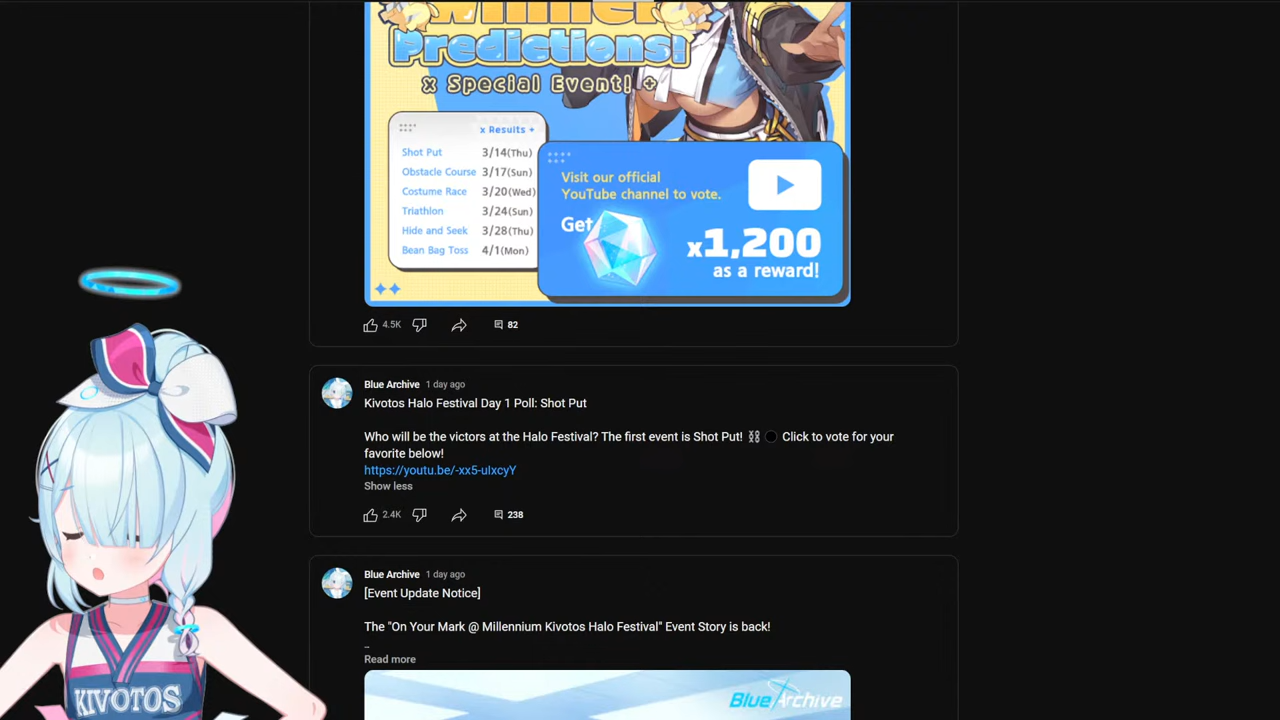 Winner
Predictions!
x Special Event! +
x Results +
Shot Put 3/14(Thu)
Obstacle Course 3/17(Sun)
Costume Race 3/20(Wed)
Triathlon 3/24(Sun)
Hide and Seek 3/28(Thu)
Bean Bag Toss 4/1(Mon)
Visit our official
YouTube channel to vote.
Get
x1,200
as a reward!
4.5K 82
Blue Archive 1 day ago
Kivotos Halo Festival Day 1 Poll: Shot Put
Who will be the victors at the Halo Festival? The first event is Shot Put! ⛓️⚫ Click to vote for your
favorite below!
https://youtu.be/-xx5-ulxcyY
Show less
2.4K 238
Blue Archive 1 day ago
[Event Update Notice]
The "On Your Mark @ Millennium Kivotos Halo Festival" Event Story is back!
..
Read more
Blue Archive
KIVOTOS